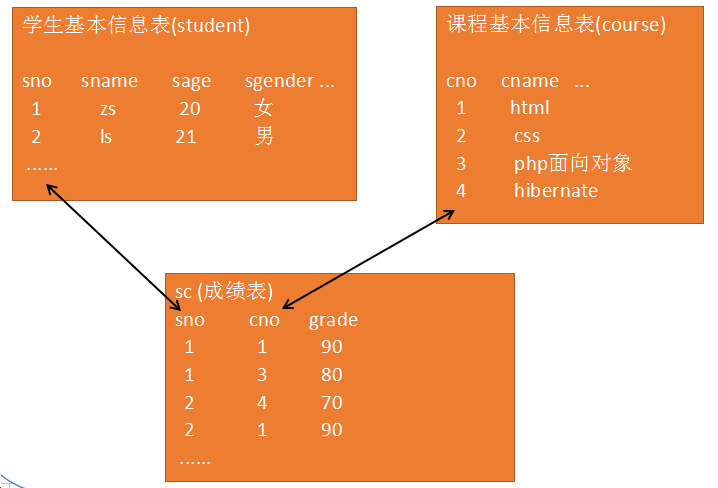 学生基本信息表(student)
sno sname sage sgender ...
1 zs 20 女
2 ls 21 男
......
课程基本信息表(course)
cno cname ...
1 html
2 css
3 php面向对象
4 hibernate
sc (成绩表)
sno cno grade
1 1 90
1 3 80
2 4 70
2 1 90
......